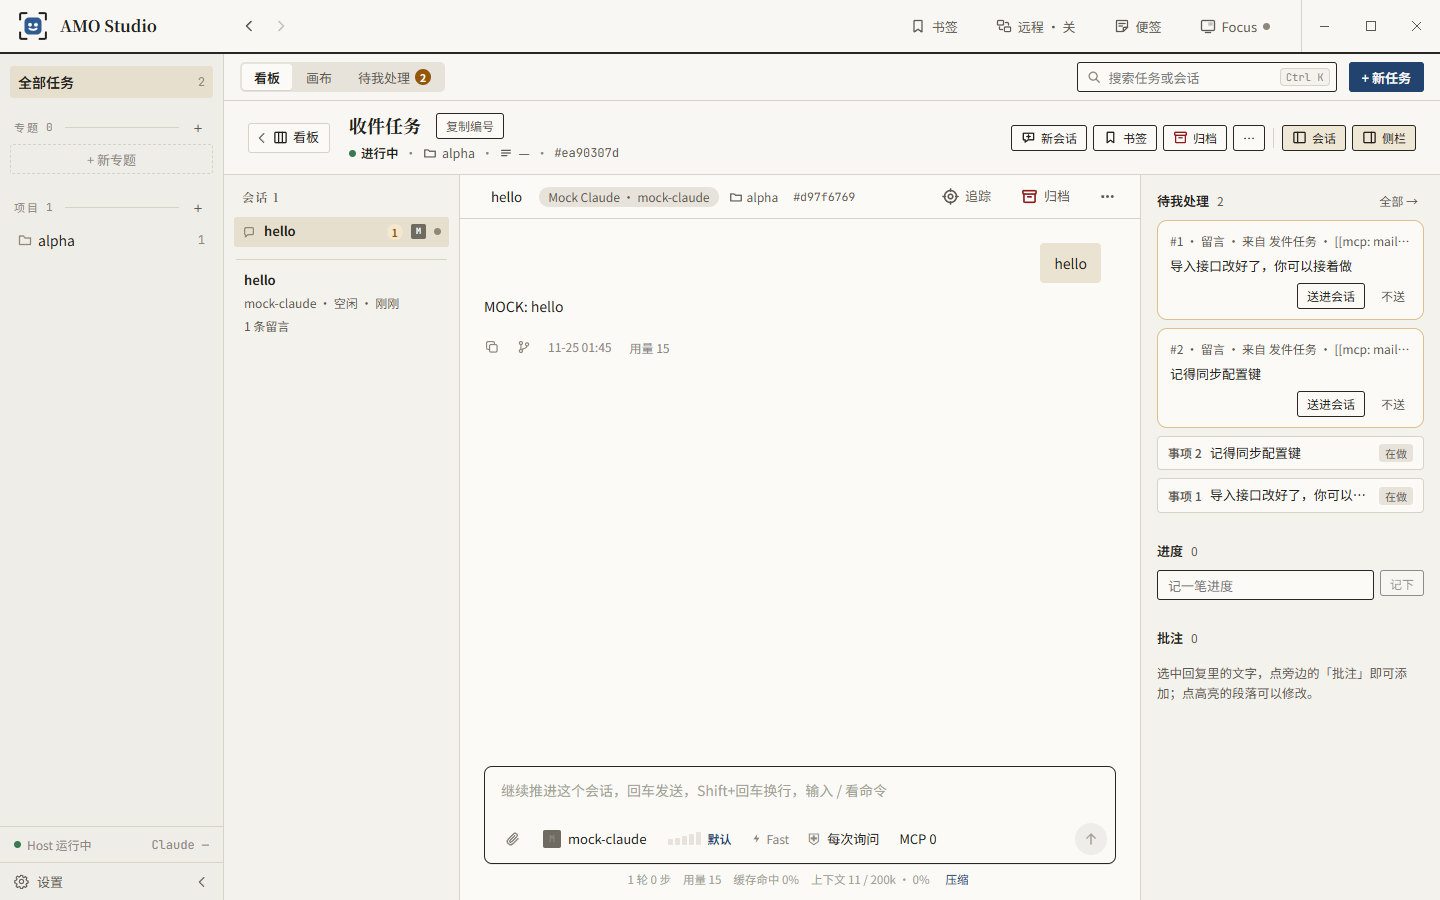 AMO Studio
书签
远程 · 关
便签
Focus
全部任务 2
看板 画布 待我处理 2
搜索任务或会话 Ctrl K
+ 新任务
专题 0 +
+ 新专题
项目 1 +
alpha 1
看板
收件任务 复制编号
进行中 · alpha · — · #ea90307d
新会话 书签 归档 ··· 会话 侧栏
会话 1
hello 1 M
hello
mock-claude · 空闲 · 刚刚
1 条留言
hello Mock Claude · mock-claude alpha #d97f6769 追踪 归档 ···
hello
MOCK: hello
11-25 01:45 用量 15
待我处理 2 全部→
#1 · 留言 · 来自 发件任务 · [[mcp: mail···
导入接口改好了，你可以接着做
送进会话 不送
#2 · 留言 · 来自 发件任务 · [[mcp: mail···
记得同步配置键
送进会话 不送
事项 2 记得同步配置键 在做
事项 1 导入接口改好了，你可以··· 在做
进度 0
记一笔进度 记下
批注 0
选中回复里的文字，点旁边的「批注」即可添
加；点高亮的段落可以修改。
继续推进这个会话，回车发送，Shift+回车换行，输入 / 看命令
M mock-claude 默认 Fast 每次询问 MCP 0
1 轮 0 步 用量 15 缓存命中 0% 上下文 11 / 200k · 0% 压缩
Host 运行中 Claude —
设置